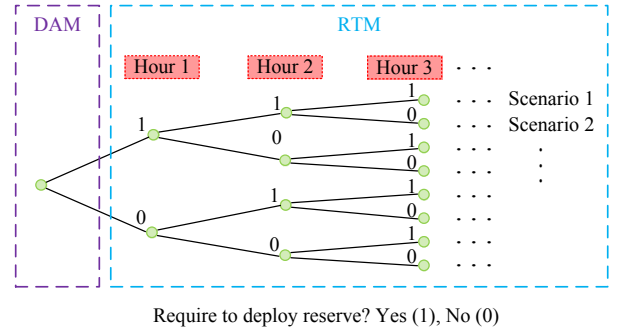 DAM
RTM
Hour 1
Hour 2
Hour 3
. . .
1
Scenario 1
1
0
Scenario 2
1
0
1
0
1
1
0
0
1
0
0
Require to deploy reserve? Yes (1), No (0)